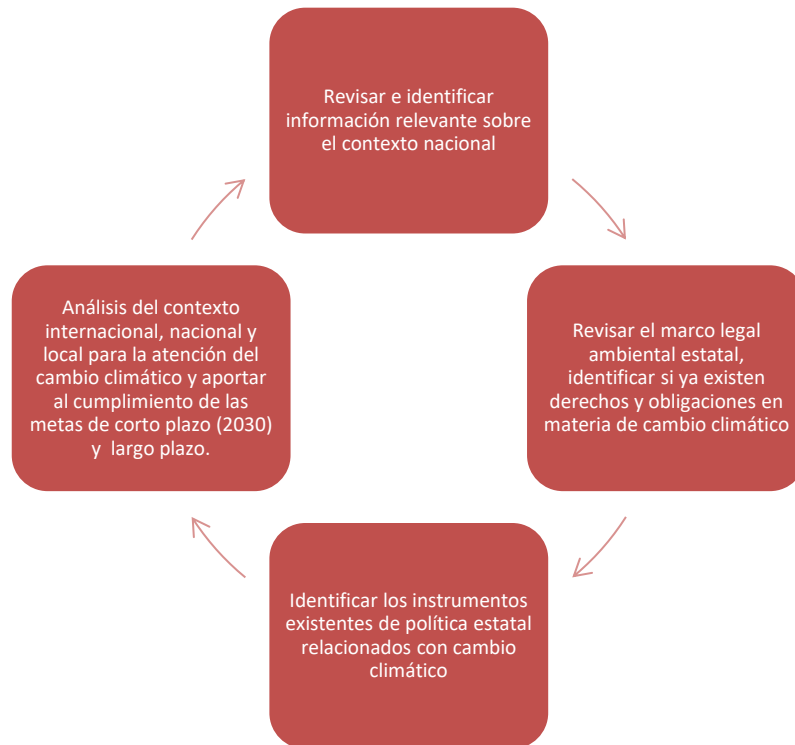 Revisar e identificar
información relevante sobre
el contexto nacional
Revisar el marco legal
ambiental estatal,
identificar si ya existen
derechos y obligaciones en
materia de cambio climático
Identificar los instrumentos
existentes de política estatal
relacionados con cambio
climático
Análisis del contexto
internacional, nacional y
local para la atención del
cambio climático y aportar
al cumplimiento de las
metas de corto plazo (2030)
y largo plazo.